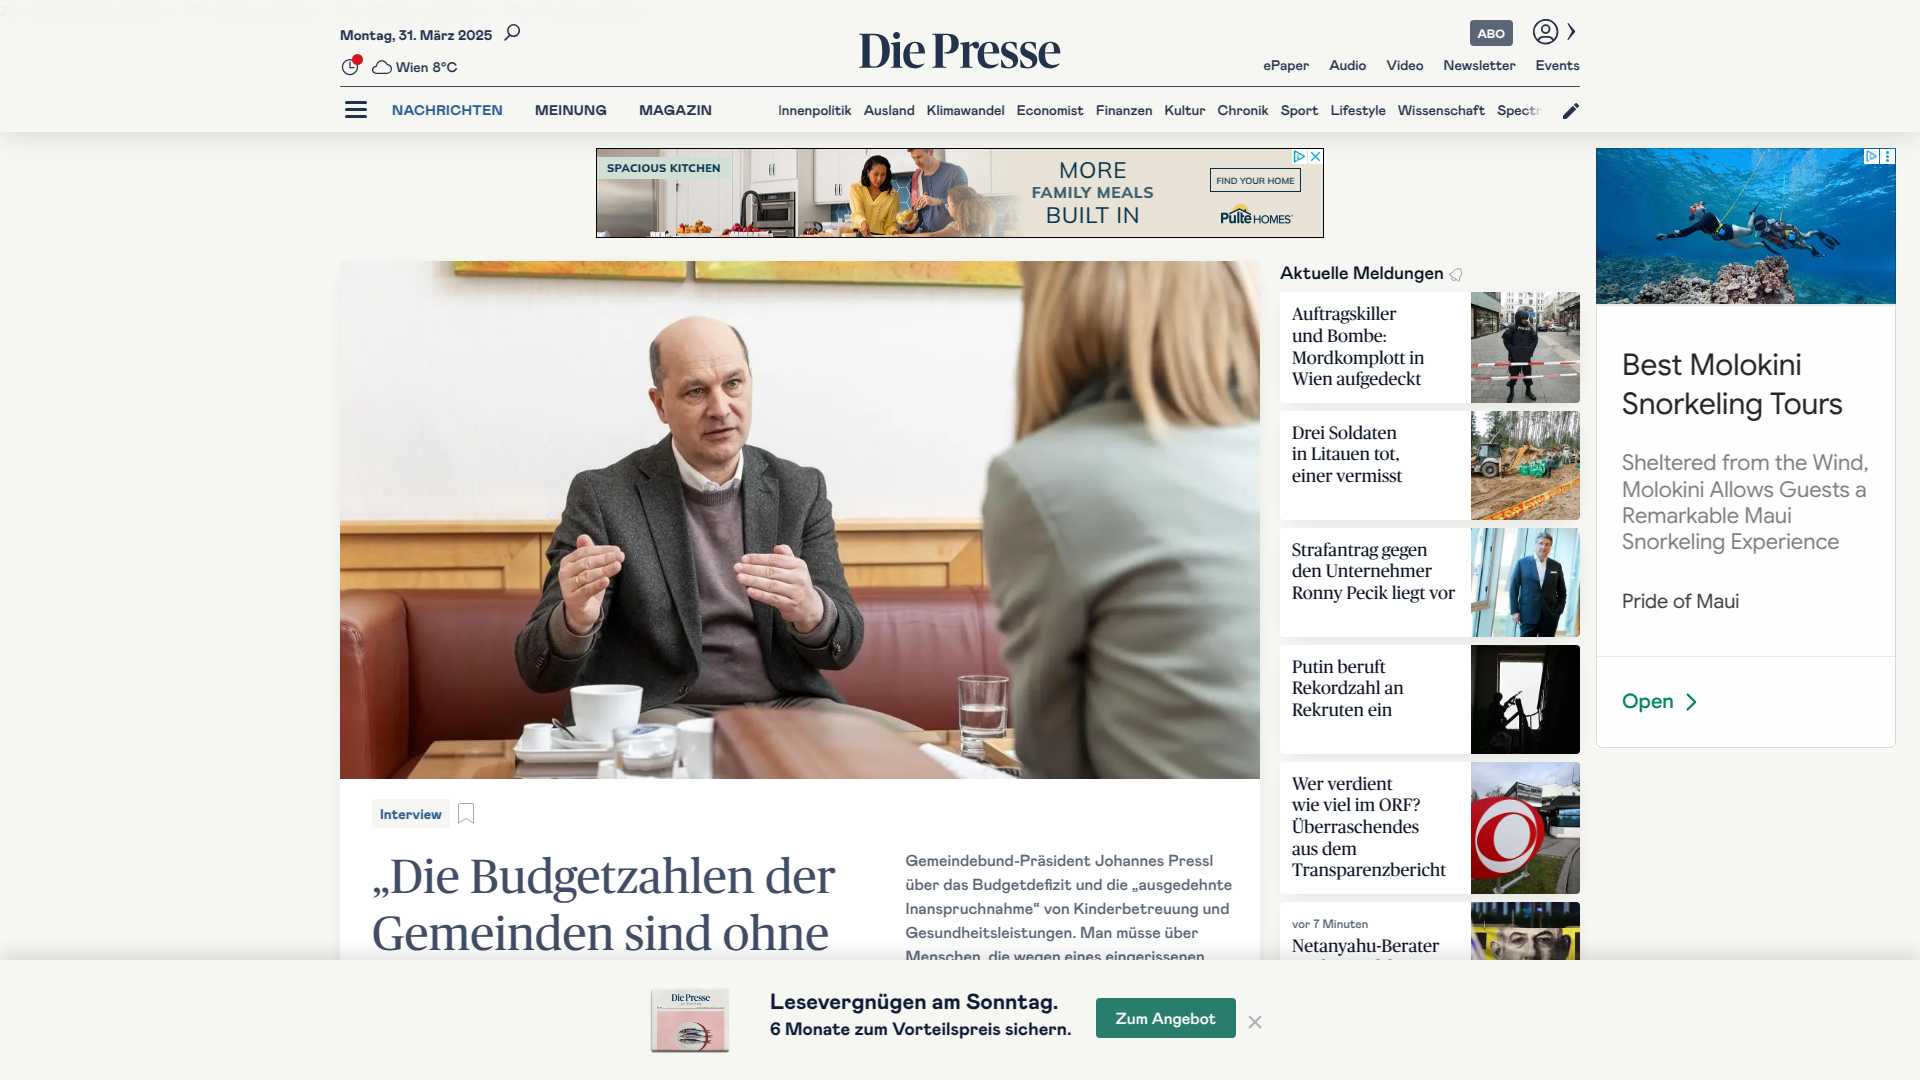 Montag, 31. März 2025
Wien 8°C
Die Presse
ABO
ePaper Audio Video Newsletter Events
NACHRICHTEN MEINUNG MAGAZIN
Innenpolitik Ausland Klimawandel Economist Finanzen Kultur Chronik Sport Lifestyle Wissenschaft Spectr
SPACIOUS KITCHEN
MORE
FAMILY MEALS
BUILT IN
FIND YOUR HOME
Pulte HOMES
Interview
„Die Budgetzahlen der
Gemeinden sind ohne
Gemeindebund-Präsident Johannes Pressl
über das Budgetdefizit und die „ausgedehnte
Inanspruchnahme“ von Kinderbetreuung und
Gesundheitsleistungen. Man müsse über
Menschen, die wegen eines eingerissenen
Aktuelle Meldungen
Auftragskiller
und Bombe:
Mordkomplott in
Wien aufgedeckt
Drei Soldaten
in Litauen tot,
einer vermisst
Strafantrag gegen
den Unternehmer
Ronny Pecik liegt vor
Putin beruft
Rekordzahl an
Rekruten ein
Wer verdient
wie viel im ORF?
Überraschendes
aus dem
Transparenzbericht
vor 7 Minuten
Netanyahu-Berater
Best Molokini
Snorkeling Tours
Sheltered from the Wind,
Molokini Allows Guests a
Remarkable Maui
Snorkeling Experience
Pride of Maui
Open
Die Presse
Lesevergnügen am Sonntag.
6 Monate zum Vorteilspreis sichern.
Zum Angebot